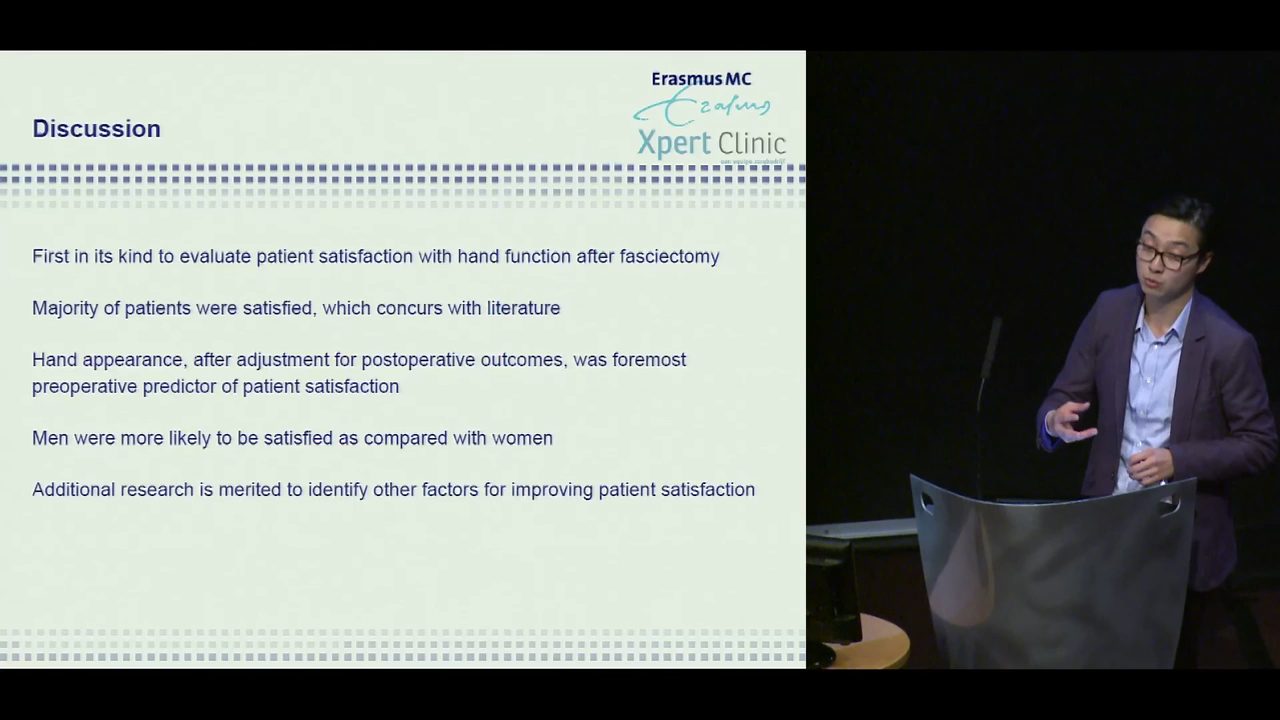 Erasmus MC
Erasmus
Xpert Clinic
Discussion
First in its kind to evaluate patient satisfaction with hand function after fasciectomy
Majority of patients were satisfied, which concurs with literature
Hand appearance, after adjustment for postoperative outcomes, was foremost
preoperative predictor of patient satisfaction
Men were more likely to be satisfied as compared with women
Additional research is merited to identify other factors for improving patient satisfaction